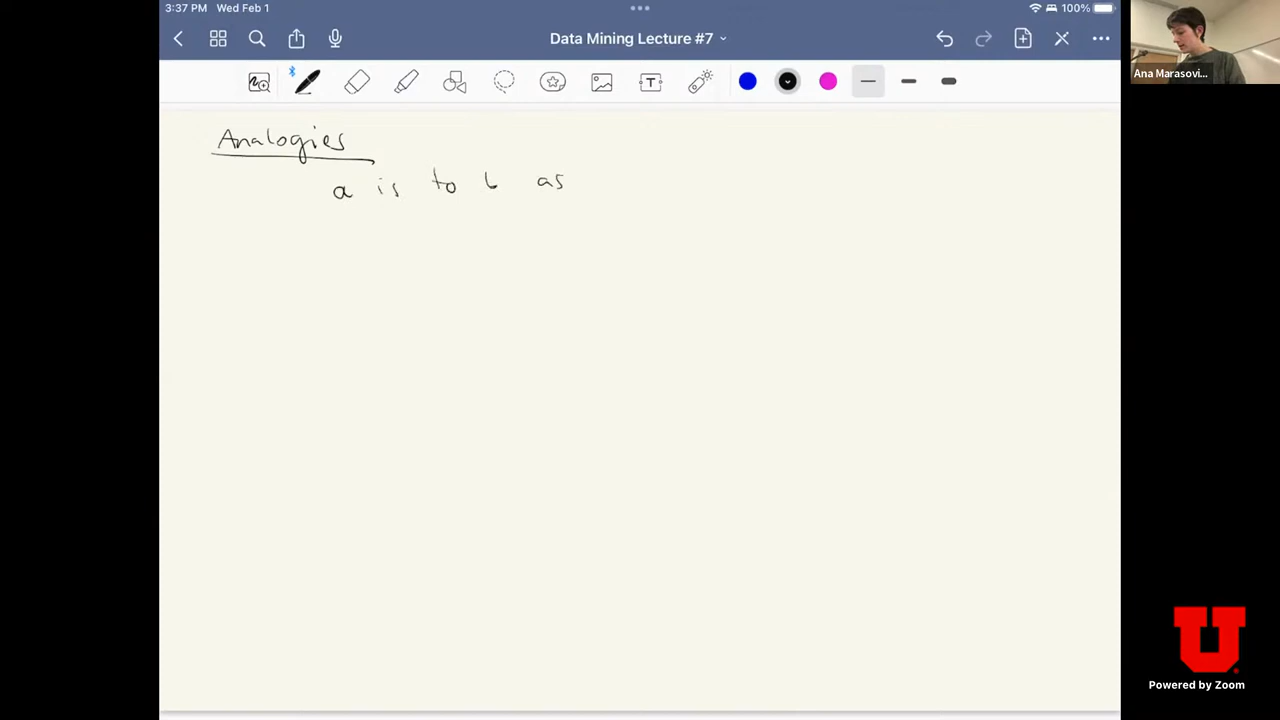 3:37 PM Wed Feb 1 100%
Data Mining Lecture #7
Ana Marasovi...
T
Analogies
a is to b as
U
Powered by Zoom